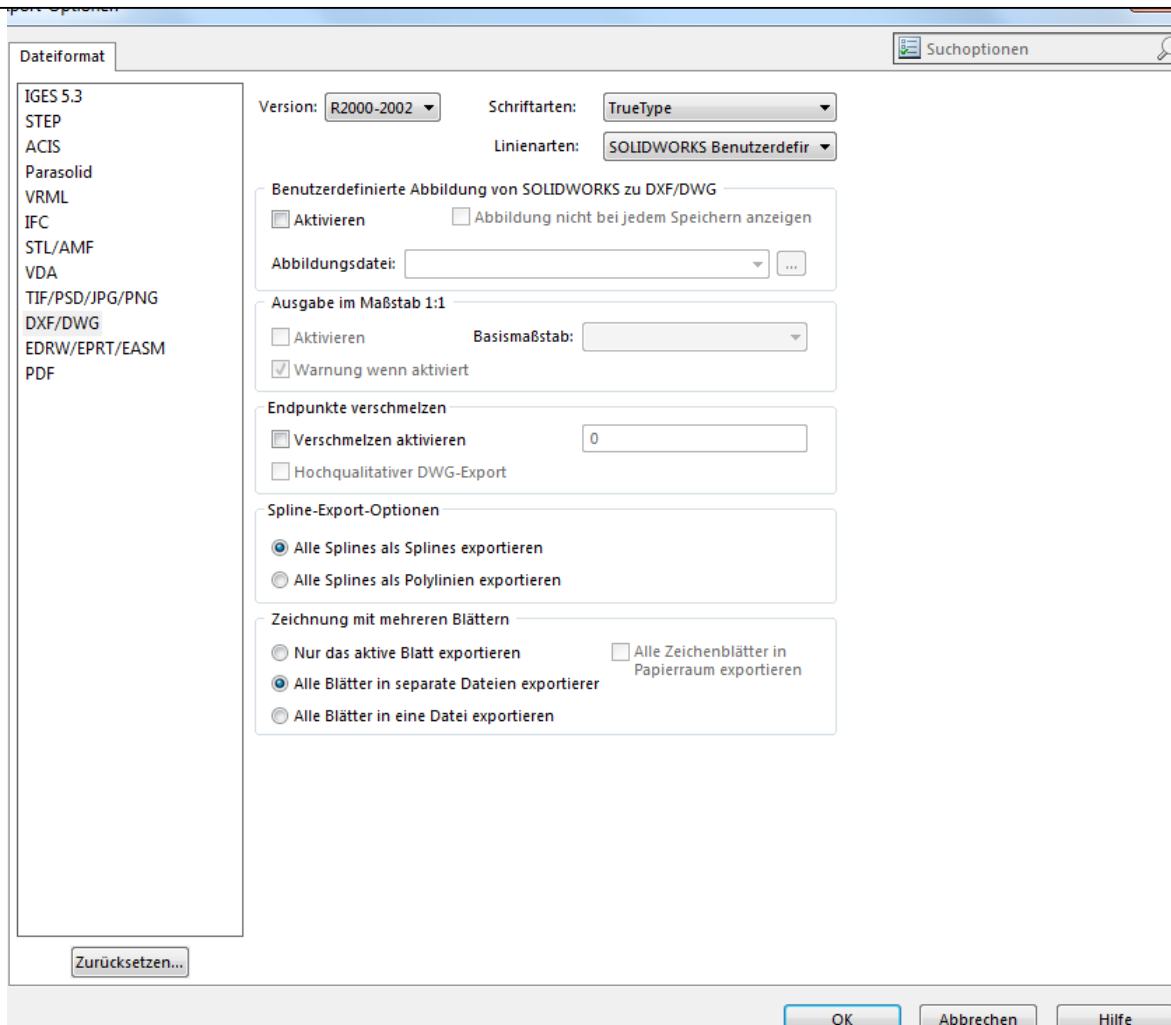 Export-Optionen
Dateiformat
Suchoptionen
IGES 5.3
STEP
ACIS
Parasolid
VRML
IFC
STL/AMF
VDA
TIF/PSD/JPG/PNG
DXF/DWG
EDRW/EPRT/EASM
PDF
Zurücksetzen...
Version: R2000-2002 Schriftarten: TrueType
Linienarten: SOLIDWORKS Benutzerdefir
Benutzerdefinierte Abbildung von SOLIDWORKS zu DXF/DWG
Aktivieren Abbildung nicht bei jedem Speichern anzeigen
Abbildungsdatei: ...
Ausgabe im Maßstab 1:1
Aktivieren Basismaßstab:
Warnung wenn aktiviert
Endpunkte verschmelzen
Verschmelzen aktivieren 0
Hochqualitativer DWG-Export
Spline-Export-Optionen
Alle Splines als Splines exportieren
Alle Splines als Polylinien exportieren
Zeichnung mit mehreren Blättern
Nur das aktive Blatt exportieren
Alle Zeichenblätter in
Papierraum exportieren
Alle Blätter in separate Dateien exportierer
Alle Blätter in eine Datei exportieren
OK Abbrechen Hilfe